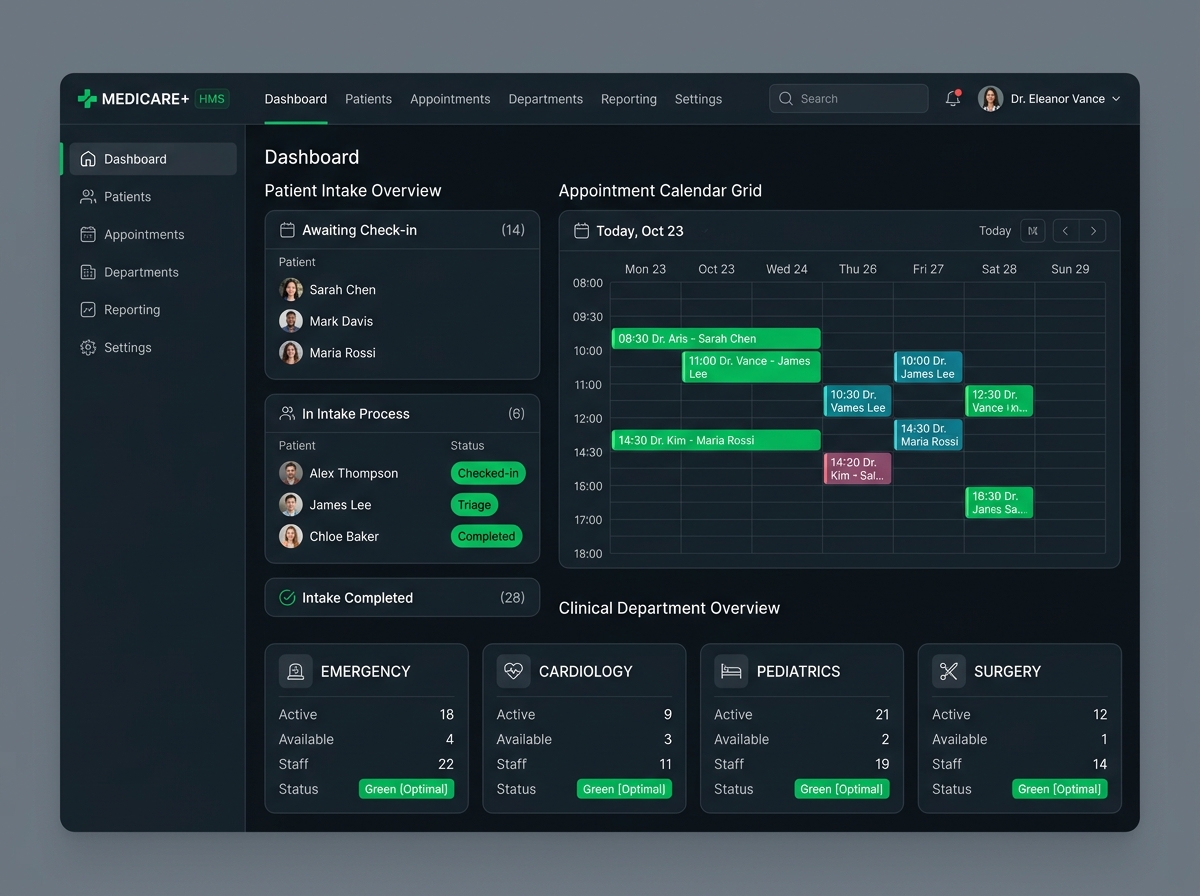 MEDICARE+ HMS
Dashboard Patients Appointments Departments Reporting Settings
Search
Dr. Eleanor Vance
Dashboard
Patients
Appointments
Departments
Reporting
Settings
Dashboard
Patient Intake Overview
Awaiting Check-in (14)
Patient
Sarah Chen
Mark Davis
Maria Rossi
In Intake Process (6)
Patient Status
Alex Thompson Checked-in
James Lee Triage
Chloe Baker Completed
Intake Completed (28)
Appointment Calendar Grid
Today, Oct 23
Today
Mon 23 Oct 23 Wed 24 Thu 26 Fri 27 Sat 28 Sun 29
08:00
09:30
10:00
11:00
12:00
14:30
16:00
17:00
18:00
08:30 Dr. Aris - Sarah Chen
11:00 Dr. Vance - James
Lee
10:00 Dr.
James Lee
10:30 Dr.
Vames Lee
12:30 Dr.
Vance
14:30 Dr.
Maria Rossi
14:30 Dr. Kim - Maria Rossi
14:20 Dr.
Kim - Sal...
16:30 Dr.
Janes Sa....
Clinical Department Overview
EMERGENCY
Active 18
Available 4
Staff 22
Status Green [Optimal]
CARDIOLOGY
Active 9
Available 3
Staff 11
Status Green [Optimal]
PEDIATRICS
Active 21
Available 2
Staff 19
Status Green [Optimal]
SURGERY
Active 12
Available 1
Staff 14
Status Green [Optimal]